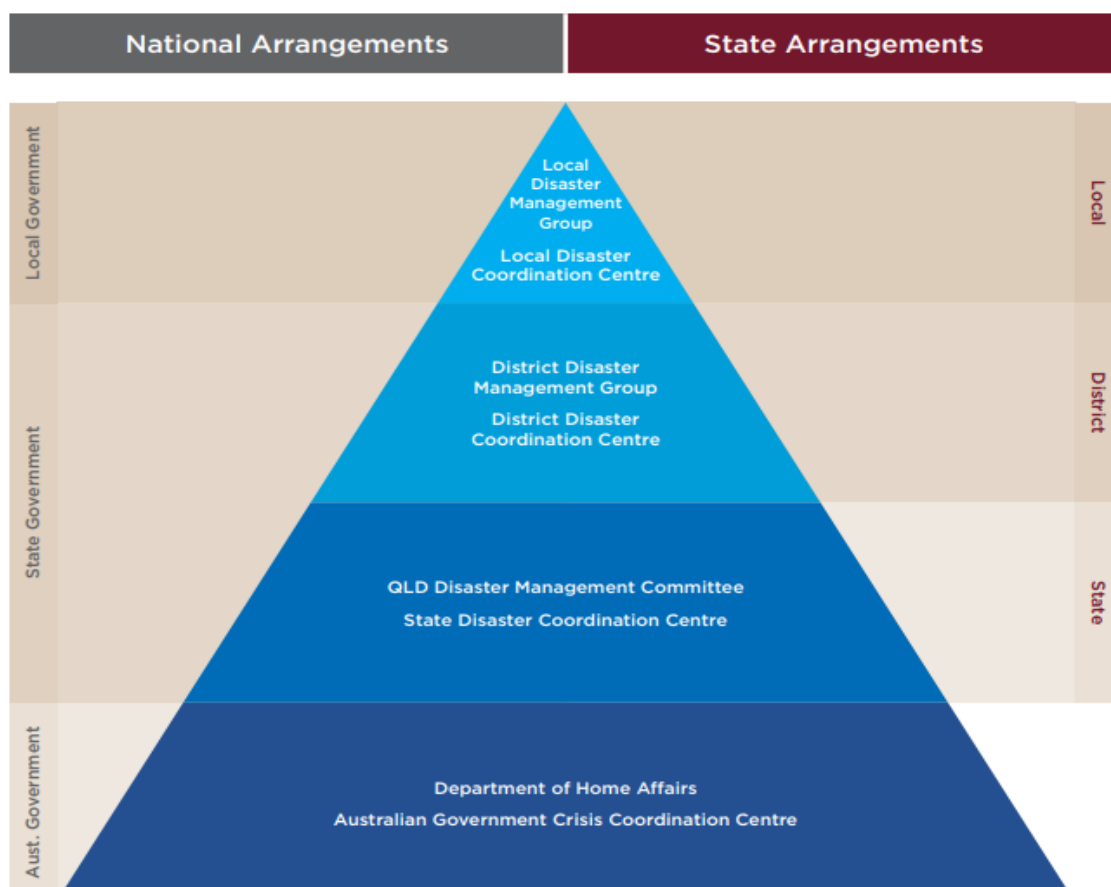 National Arrangements
State Arrangements
Local Government
Local
Disaster
Management
Group
Local Disaster
Coordination Centre
Local
State Government
District Disaster
Management Group
District Disaster
Coordination Centre
District
QLD Disaster Management Committee
State Disaster Coordination Centre
State
Aust. Government
Department of Home Affairs
Australian Government Crisis Coordination Centre